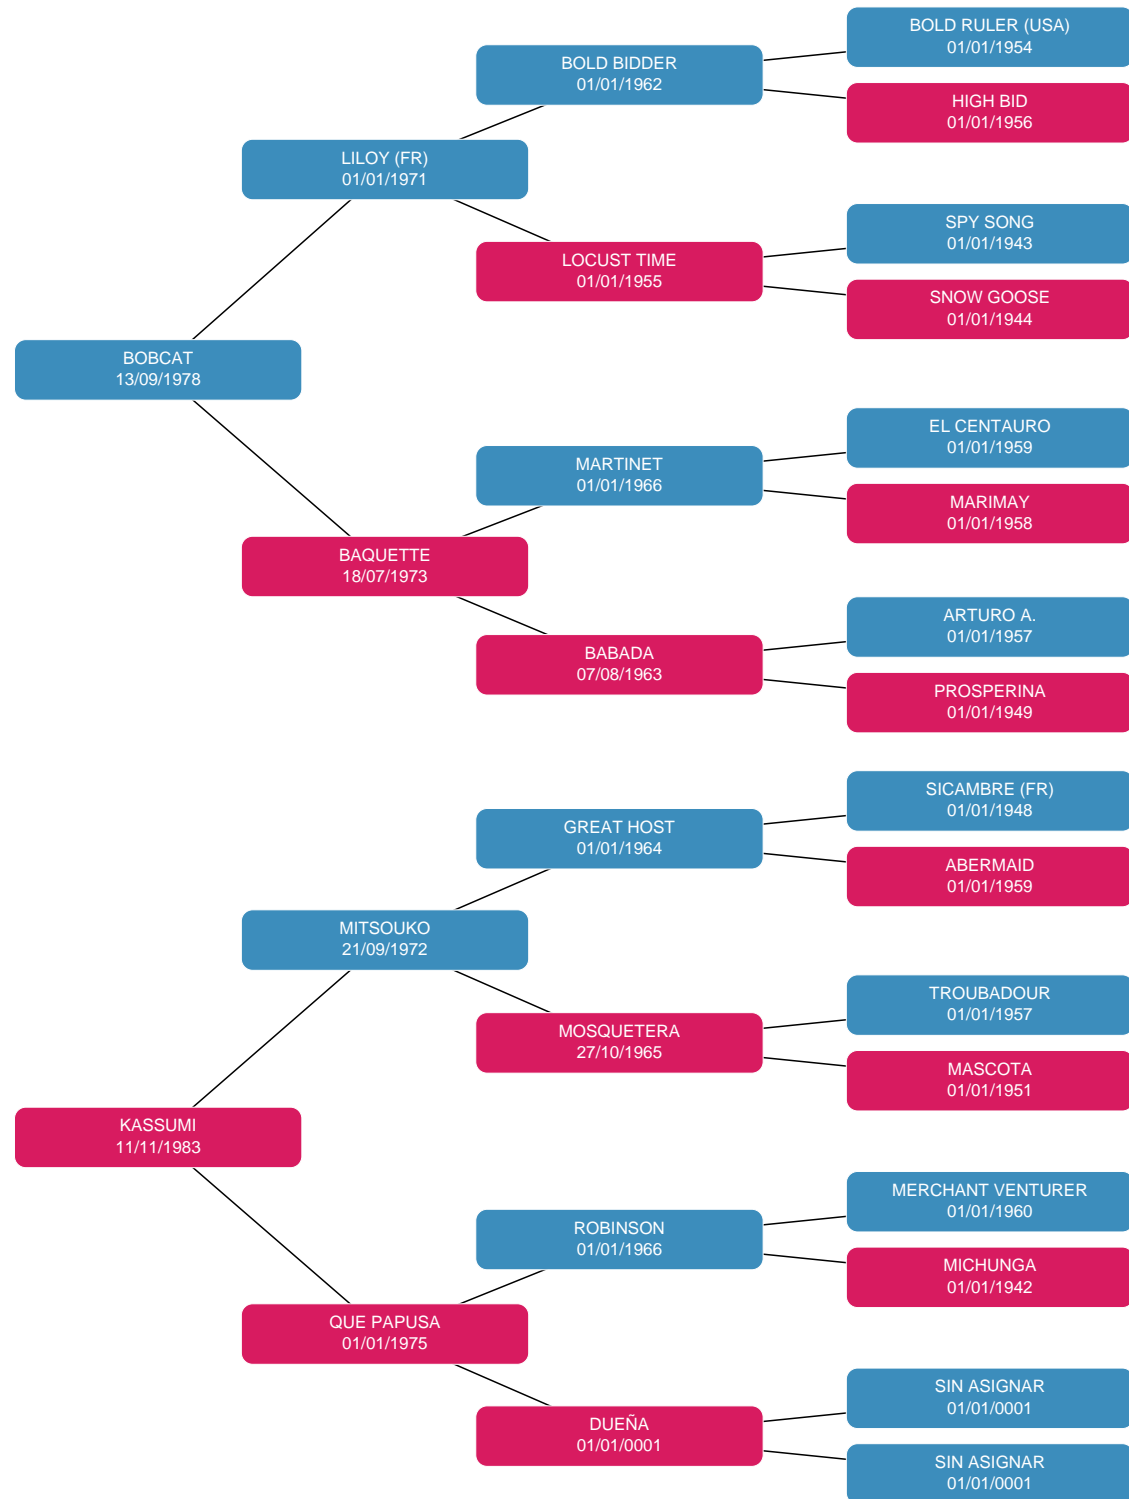 BOLD RULER (USA)
01/01/1954
BOLD BIDDER
01/01/1962
HIGH BID
01/01/1956
LILOY (FR)
01/01/1971
SPY SONG
01/01/1943
LOCUST TIME
01/01/1955
SNOW GOOSE
01/01/1944
BOBCAT
13/09/1978
EL CENTAURO
01/01/1959
MARTINET
01/01/1966
MARIMAY
01/01/1958
BAQUETTE
18/07/1973
ARTURO A.
01/01/1957
BABADA
07/08/1963
PROSPERINA
01/01/1949
SICAMBRE (FR)
01/01/1948
GREAT HOST
01/01/1964
ABERMAID
01/01/1959
MITSOUKO
21/09/1972
TROUBADOUR
01/01/1957
MOSQUETERA
27/10/1965
MASCOTA
01/01/1951
KASSUMI
11/11/1983
MERCHANT VENTURER
01/01/1960
ROBINSON
01/01/1966
MICHUNGA
01/01/1942
QUE PAPUSA
01/01/1975
SIN ASIGNAR
01/01/0001
DUEÑA
01/01/0001
SIN ASIGNAR
01/01/0001